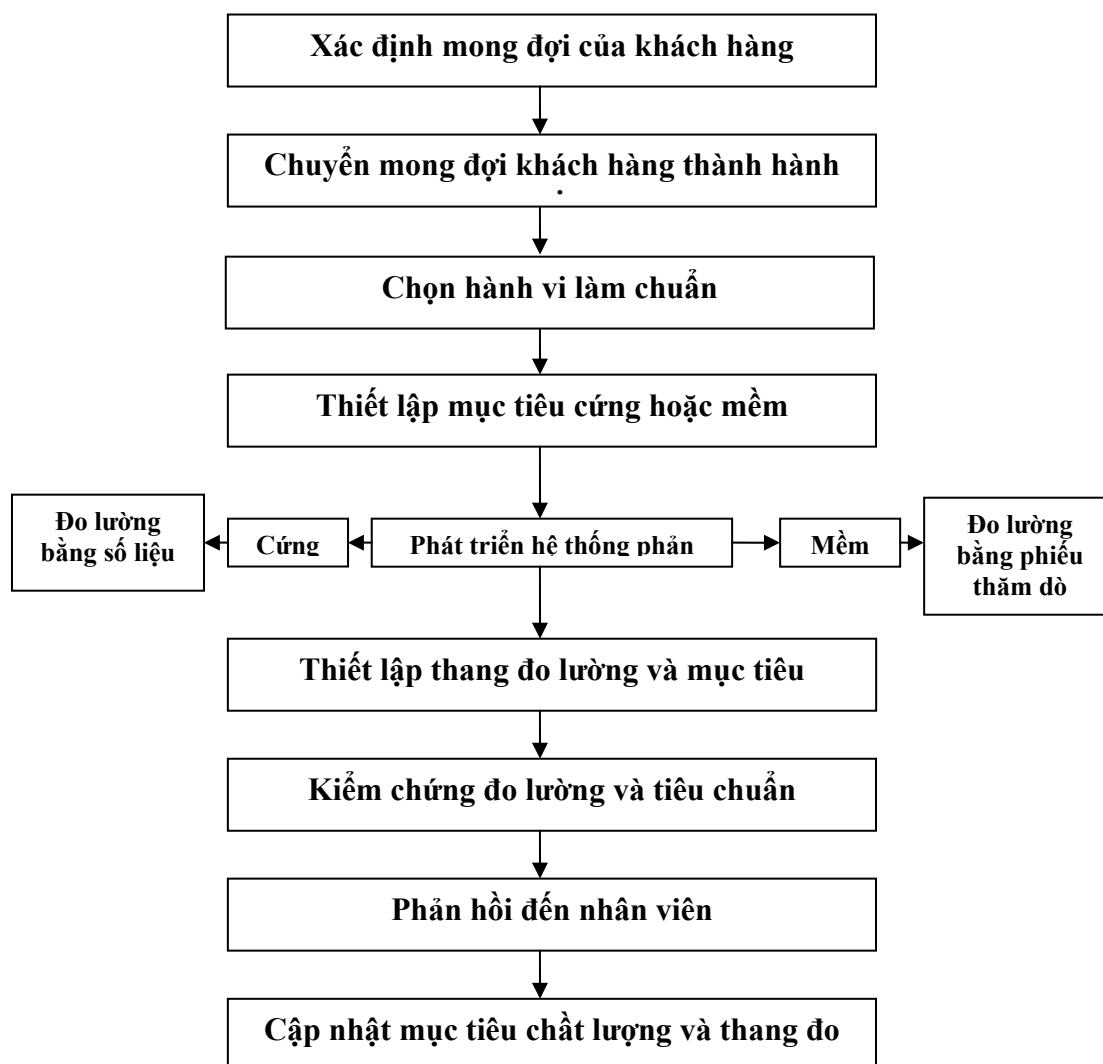 Xác định mong đợi của khách hàng
Chuyển mong đợi khách hàng thành hành
Chọn hành vi làm chuẩn
Thiết lập mục tiêu cứng hoặc mềm
Đo lường
bằng số liệu
Cứng
Phát triển hệ thống phản
Mềm
Đo lường
bằng phiếu
thăm dò
Thiết lập thang đo lường và mục tiêu
Kiểm chứng đo lường và tiêu chuẩn
Phản hồi đến nhân viên
Cập nhật mục tiêu chầt lượng và thang đo